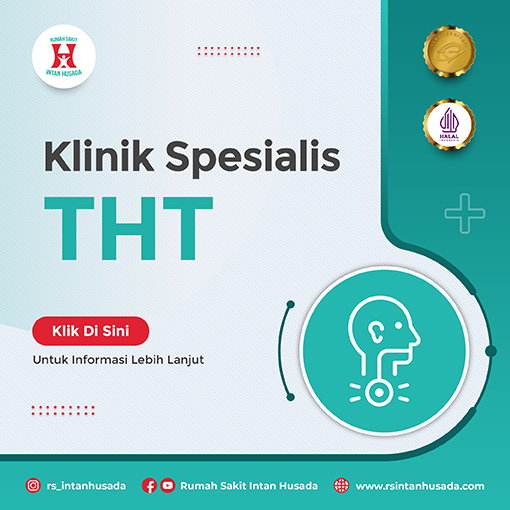 RUMAH SAKIT
INTAN HUSADA
HALAL
INDONESIA
Klinik Spesialis
THT
Klik Di Sini
Untuk Informasi Lebih Lanjut
rs_intanhusada
Rumah Sakit Intan Husada
www.rsintanhusada.com